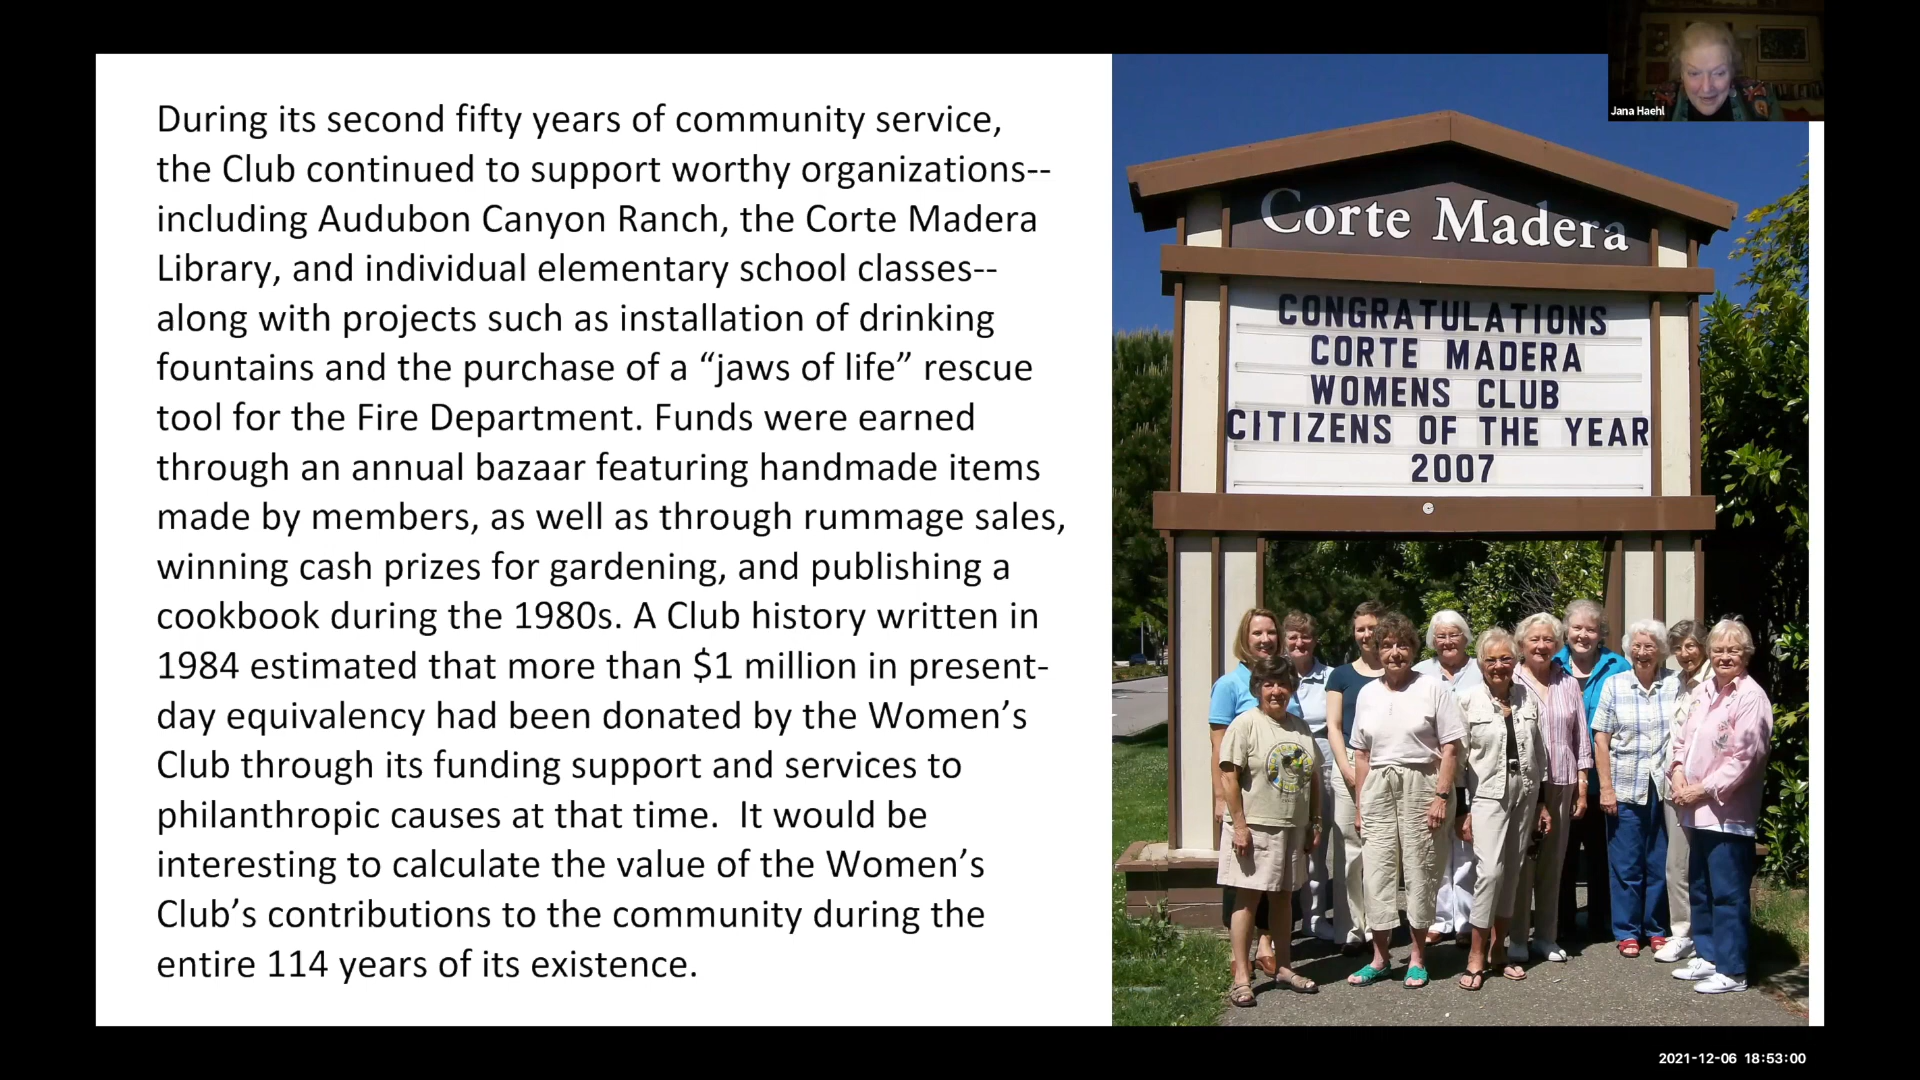 During its second fifty years of community service,
the Club continued to support worthy organizations--
including Audubon Canyon Ranch, the Corte Madera
Library, and individual elementary school classes--
along with projects such as installation of drinking
fountains and the purchase of a “jaws of life” rescue
tool for the Fire Department. Funds were earned
through an annual bazaar featuring handmade items
made by members, as well as through rummage sales,
winning cash prizes for gardening, and publishing a
cookbook during the 1980s. A Club history written in
1984 estimated that more than $1 million in present-
day equivalency had been donated by the Women’s
Club through its funding support and services to
philanthropic causes at that time.  It would be
interesting to calculate the value of the Women’s
Club’s contributions to the community during the
entire 114 years of its existence.
Jana Haehl
Corte Madera
CONGRATULATIONS
CORTE MADERA
WOMENS CLUB
CITIZENS OF THE YEAR
2007
2021-12-06 18:53:00